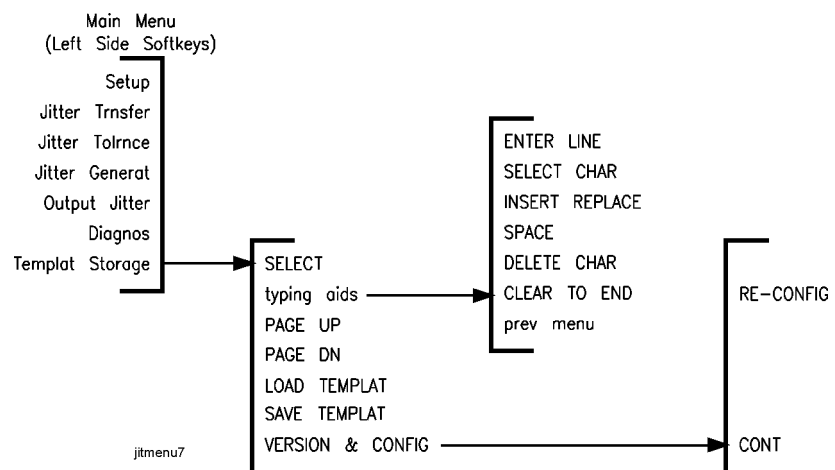 Main Menu
(Left Side Softkeys)
Setup
Jitter Trnsfer
Jitter Tolrnce
Jitter Generat
Output Jitter
Diagnos
Templat Storage
SELECT
typing aids
PAGE UP
PAGE DN
LOAD TEMPLAT
SAVE TEMPLAT
VERSION & CONFIG
ENTER LINE
SELECT CHAR
INSERT REPLACE
SPACE
DELETE CHAR
CLEAR TO END
prev menu
RE-CONFIG
CONT
jitmenu7